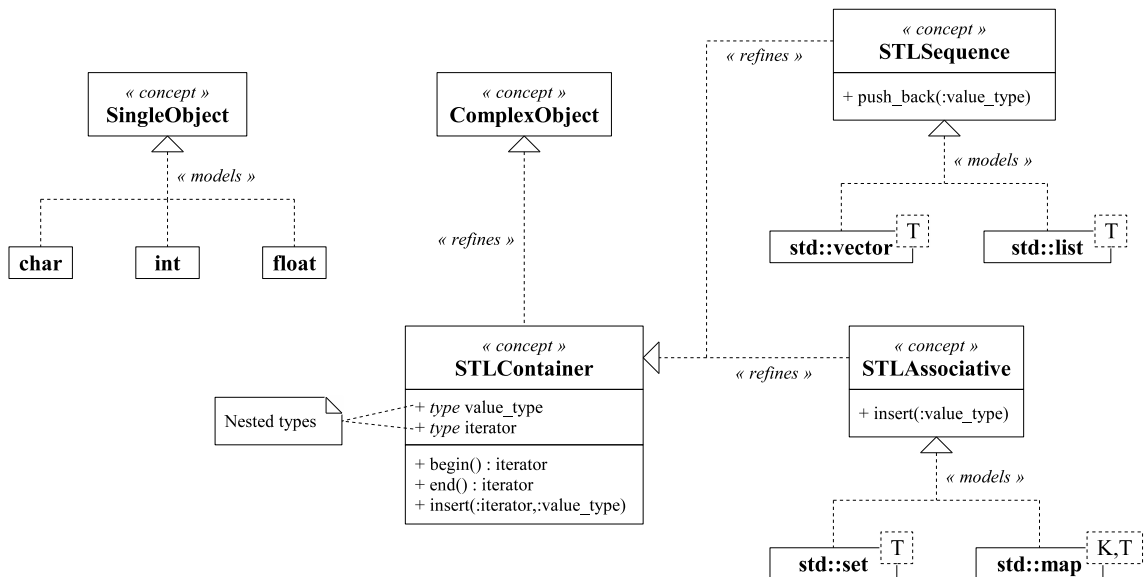 « concept »
SingleObject
« models »
char
int
float
« concept »
ComplexObject
« refines »
« concept »
STLContainer
+ type value_type
+ type iterator
+ begin() : iterator
+ end() : iterator
+ insert(:iterator,:value_type)
Nested types
« refines »
« concept »
STLSequence
+ push_back(:value_type)
« models »
T
std::vector
T
std::list
« refines »
« concept »
STLAssociative
+ insert(:value_type)
« models »
T
std::set
K,T
std::map